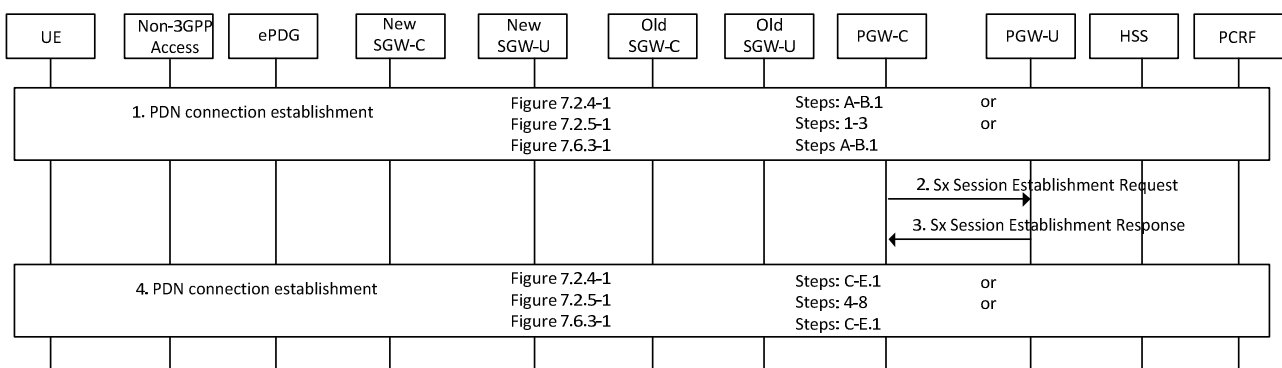 UE
Non-3GPP
Access
ePDG
New
SGW-C
New
SGW-U
Old
SGW-C
Old
SGW-U
PGW-C
PGW-U
HSS
PCRF
1. PDN connection establishment
Figure 7.2.4-1 Steps: A-B.1 or
Figure 7.2.5-1 Steps: 1-3 or
Figure 7.6.3-1 Steps A-B.1
2. Sx Session Establishment Request
3. Sx Session Establishment Response
4. PDN connection establishment
Figure 7.2.4-1 Steps: C-E.1 or
Figure 7.2.5-1 Steps: 4-8 or
Figure 7.6.3-1 Steps: C-E.1